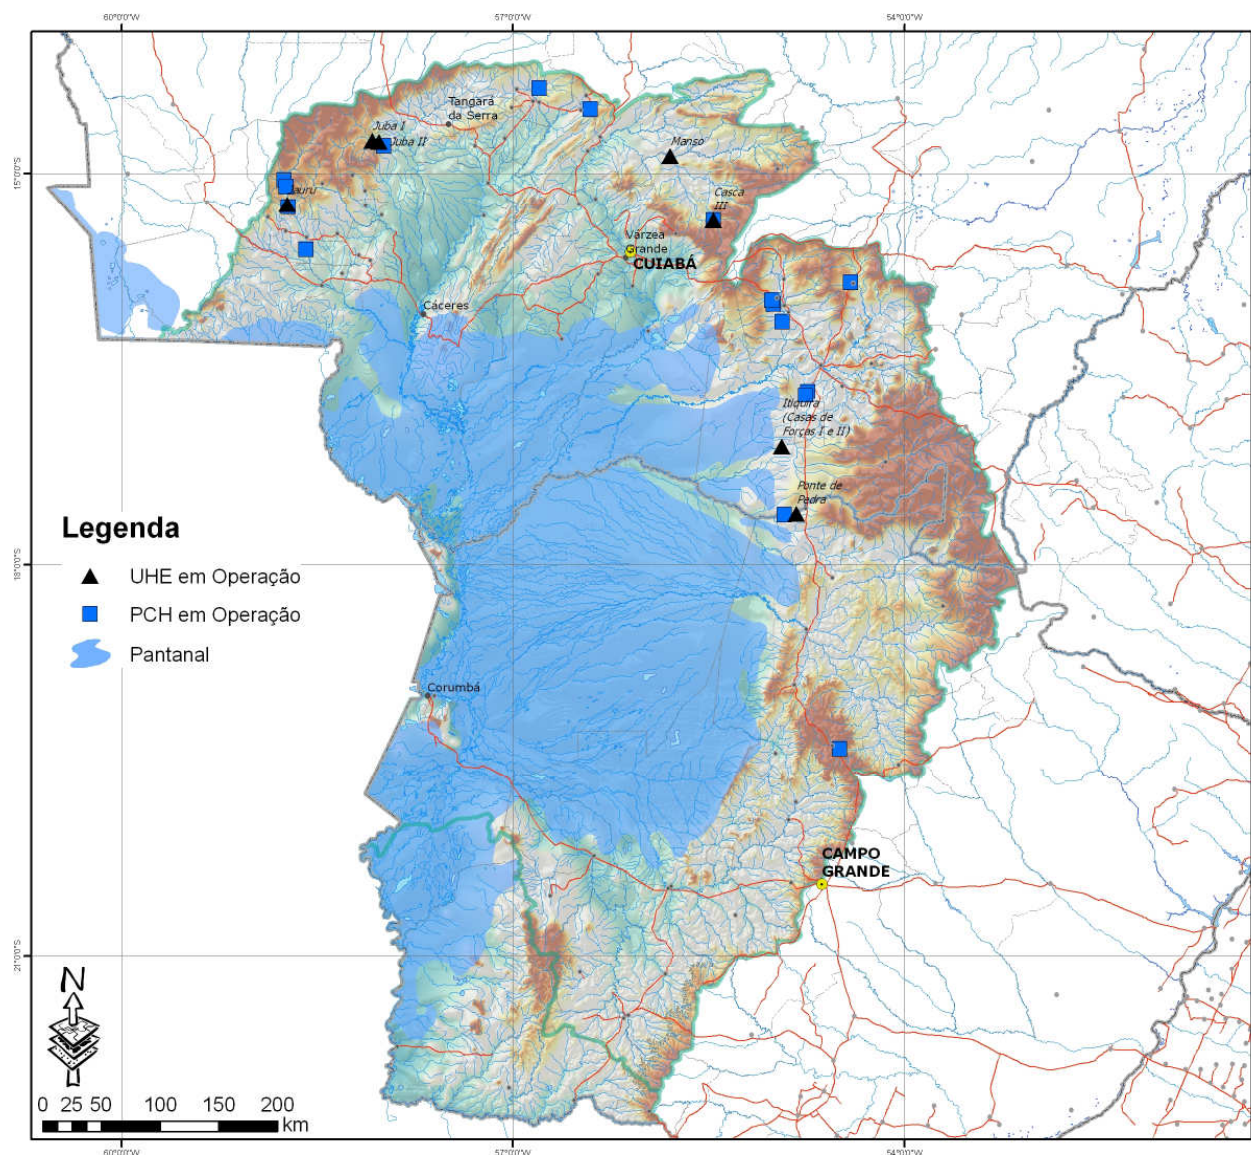 60°0'0"W
57°0'0"W
54°0'0"W
Tangará
da Serra
Juba I
Juba II
Manso
15°0'0"S
auru
Casca
III
Várzea
Grande
CUIABÁ
Cáceres
Itiquira
(Casas de
Forças I e II)
Ponte de
Pedra
Legenda
UHE em Operação
PCH em Operação
Pantanal
18°0'0"S
Corumbá
CAMPO
GRANDE
21°0'0"S
N
0 25 50 100 150 200
km
60°0'0"W
57°0'0"W
54°0'0"W